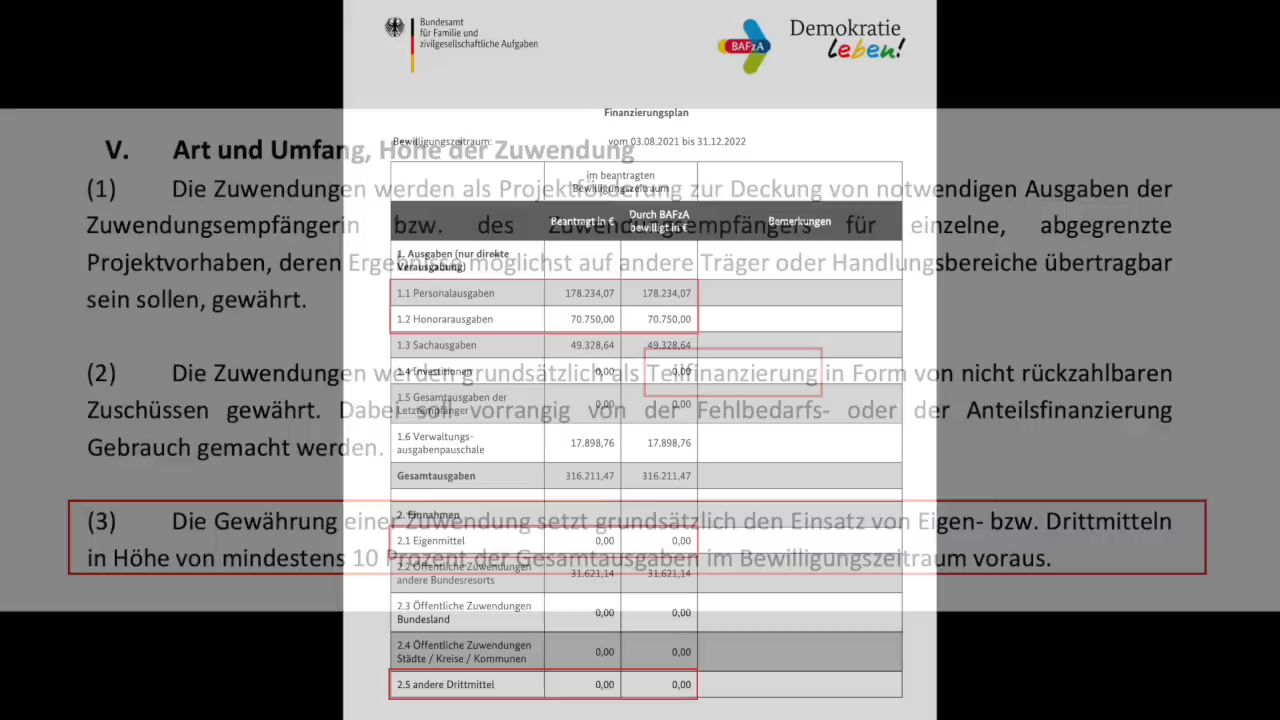 Bundesamt
für Familie und
zivilgesellschaftliche Aufgaben
BAFzA
Demokratie
Leben!
Finanzierungsplan
Bewilligungszeitraum: vom 03.08.2021 bis 31.12.2022
im beantragten
Bewilligungszeitraum
Beantragt in € Durch BAFzA
bewilligt in € Bemerkungen
1. Ausgaben (nur direkte
Verausgabung)
1.1 Personalausgaben 178.234,07 178.234,07
1.2 Honorarausgaben 70.750,00 70.750,00
1.3 Sachausgaben 49.328,64 49.328,64
1.4 Investitionen 0,00 0,00
1.5 Gesamtausgaben der
Letztempfänger 0,00 0,00
1.6 Verwaltungs-
ausgabenpauschale 17.898,76 17.898,76
Gesamtausgaben 316.211,47 316.211,47
2. Einnahmen
2.1 Eigenmittel 0,00 0,00
2.2 Öffentliche Zuwendungen
andere Bundesresorts 31.621,14 31.621,14
2.3 Öffentliche Zuwendungen
Bundesland 0,00 0,00
2.4 Öffentliche Zuwendungen
Städte / Kreise / Kommunen 0,00 0,00
2.5 andere Drittmittel 0,00 0,00
V. Art und Umfang, Höhe der Zuwendung
(1) Die Zuwendungen werden als Projektförderung zur Deckung von notwendigen Ausgaben der
Zuwendungsempfängerin bzw. des Zuwendungsempfängers für einzelne, abgegrenzte
Projektvorhaben, deren Ergebnisse möglichst auf andere Träger oder Handlungsbereiche übertragbar
sein sollen, gewährt.
(2) Die Zuwendungen werden grundsätzlich als Teilfinanzierung in Form von nicht rückzahlbaren
Zuschüssen gewährt. Dabei soll vorrangig von der Fehlbedarfs- oder der Anteilsfinanzierung
Gebrauch gemacht werden.
(3) Die Gewährung einer Zuwendung setzt grundsätzlich den Einsatz von Eigen- bzw. Drittmitteln
in Höhe von mindestens 10 Prozent der Gesamtausgaben im Bewilligungszeitraum voraus.